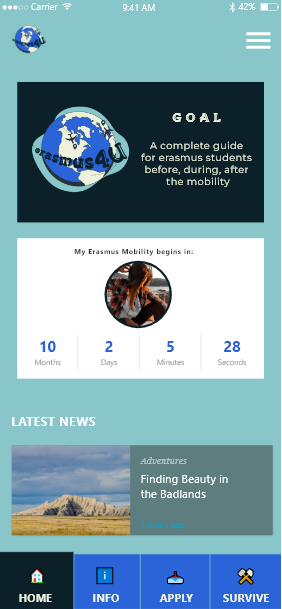 Carrier 9:41 AM 42%
erasmus4U
erasmus4U
GOAL
A complete guide
for erasmus students
before, during, after
the mobility
My Erasmus Mobility begins in:
10 2 5 28
Months Days Minutes Seconds
LATEST NEWS
Adventures
Finding Beauty in
the Badlands
HOME INFO APPLY SURVIVE